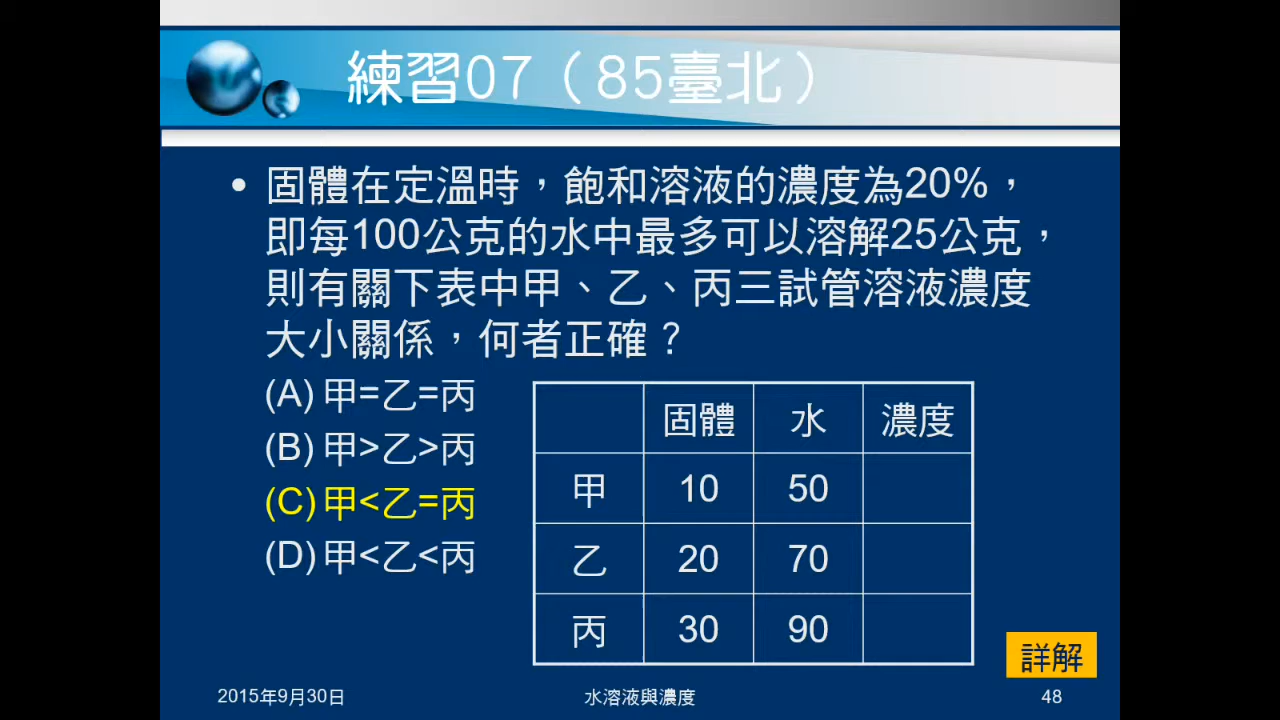 練習07（85臺北）
• 固體在定溫時，飽和溶液的濃度為20%，
即每100公克的水中最多可以溶解25公克，
則有關下表中甲、乙、丙三試管溶液濃度
大小關係，何者正確？
(A) 甲=乙=丙
(B) 甲>乙>丙
(C) 甲<乙=丙
(D) 甲<乙<丙
固體 水 濃度
甲 10 50
乙 20 70
丙 30 90
詳解
2015年9月30日 水溶液與濃度 48